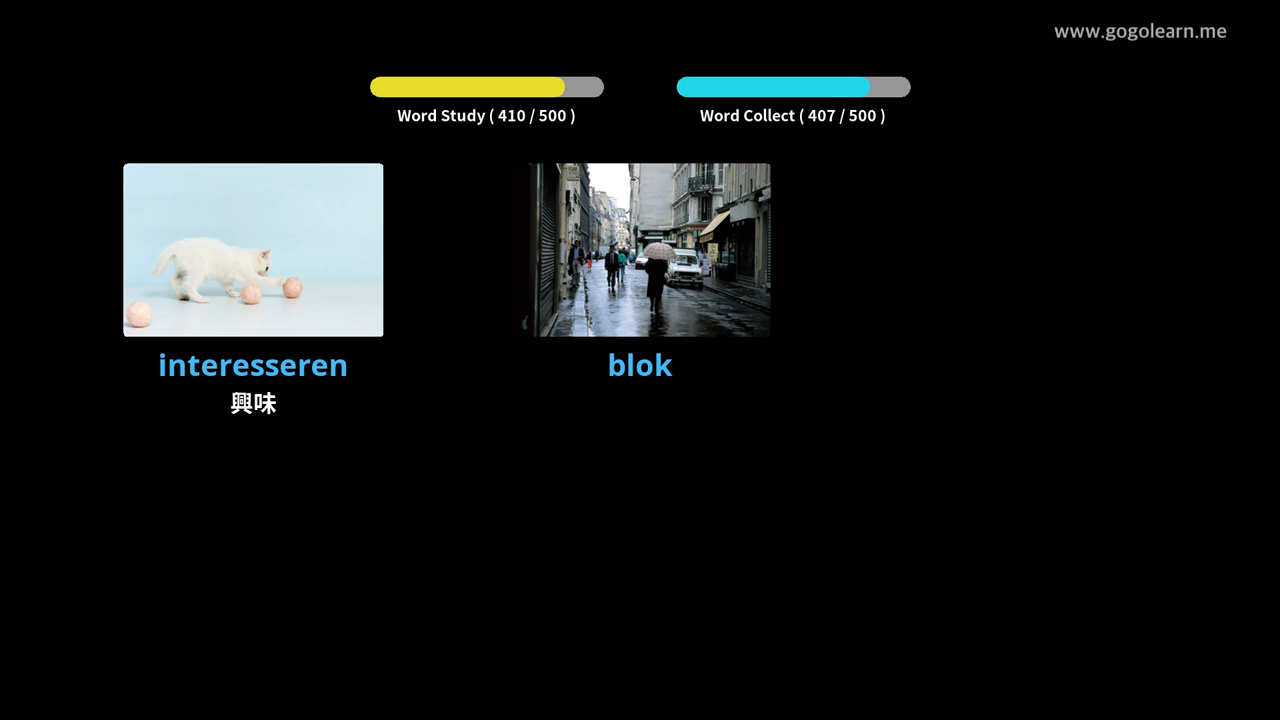 www.gogolearn.me
Word Study ( 410 / 500 )
Word Collect ( 407 / 500 )
interesseren
興味
blok